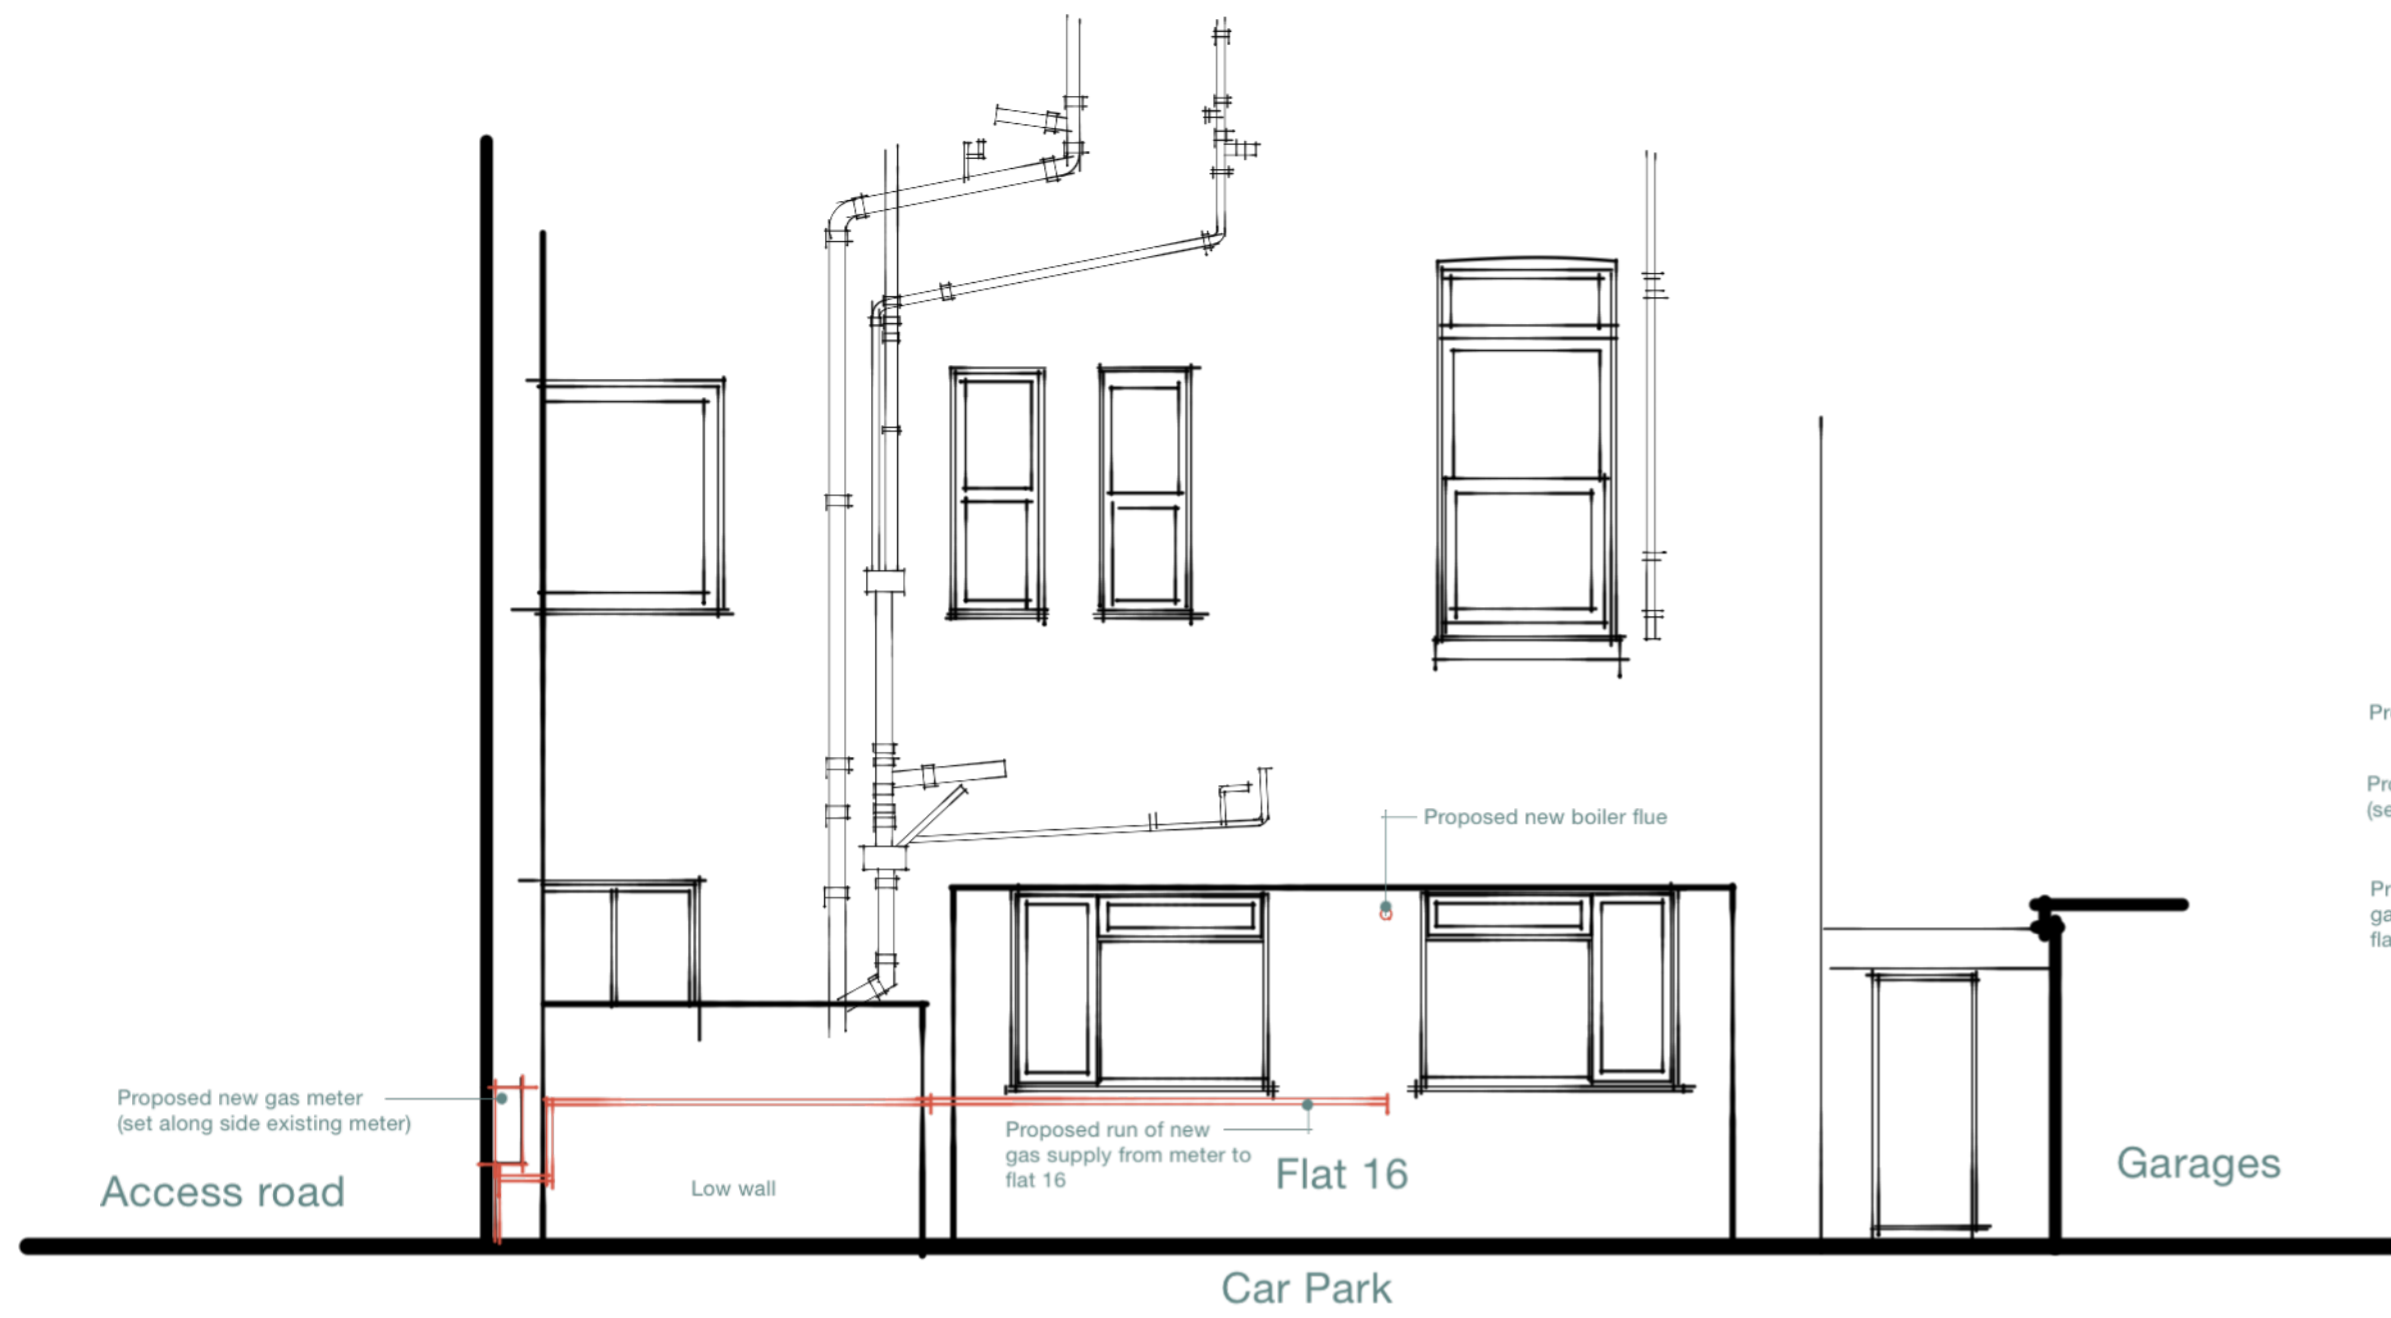 Proposed new boiler flue
Proposed new gas meter
(set along side existing meter)
Access road
Low wall
Proposed run of new
gas supply from meter to
flat 16
Flat 16
Garages
Car Park